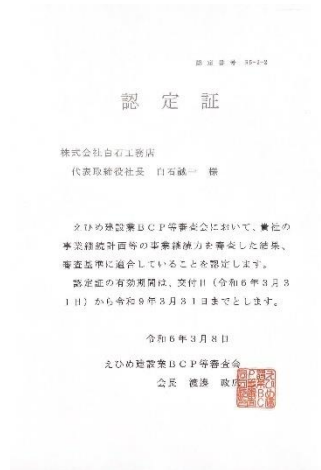 認定証
株式会社白石工務店
代表取締役社長 白石誠一 様
えひめ建設業BCP等審査会において、貴社の
事業継続計画等の事業継続力を審査した結果、
審査基準に適合していることを認定します。
認定証の有効期間は、交付日(令和6年3月3
1日)から令和9年3月31日までとします。
令和6年3月8日
えひめ建設業BCP等審査会
会長